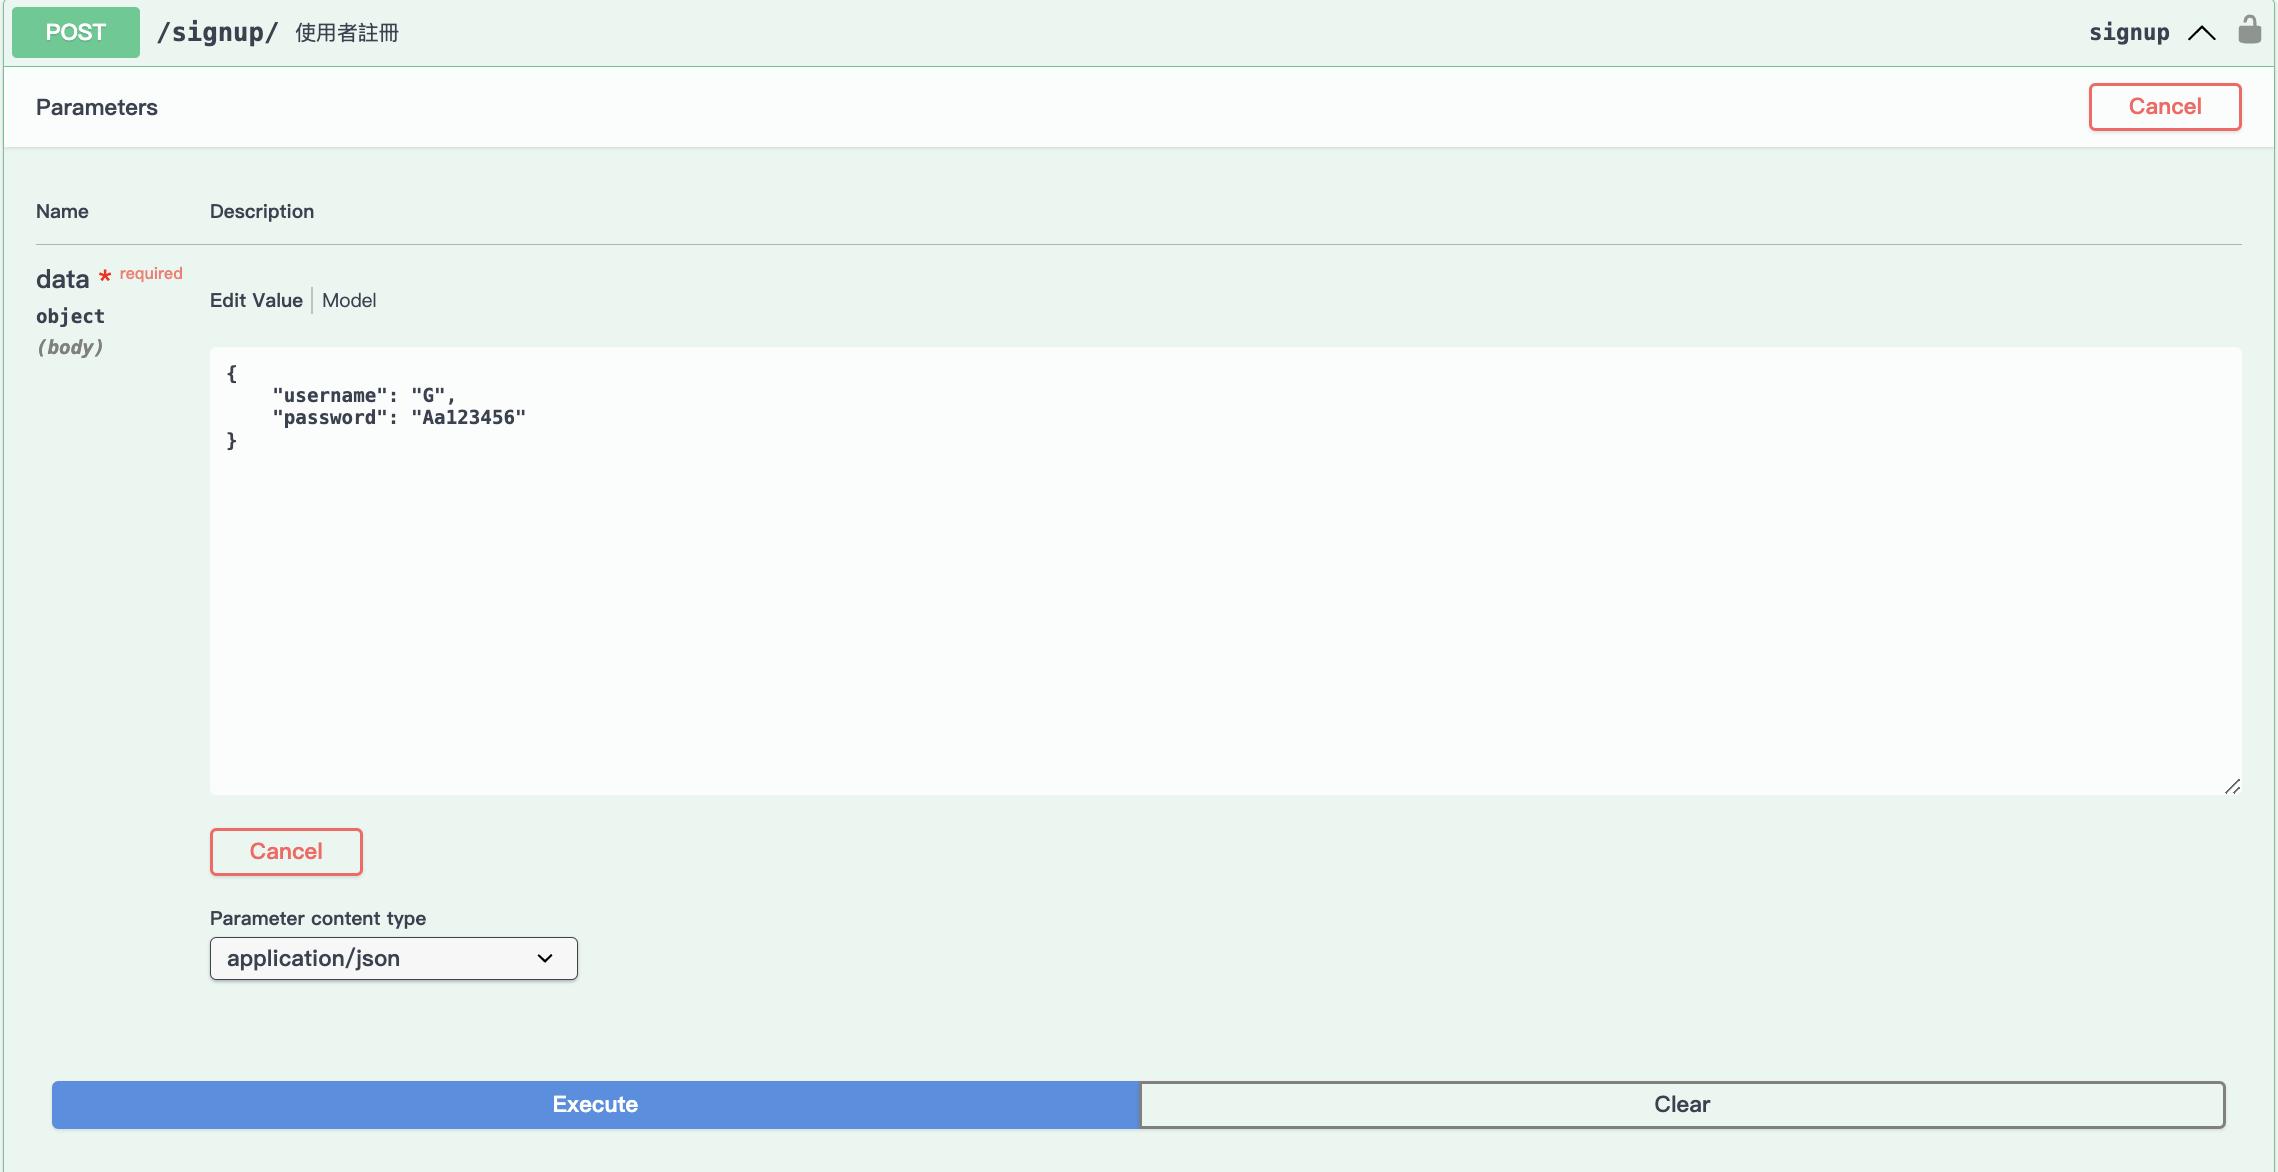 POST /signup/ 使用者註冊 signup
Parameters Cancel
Name Description
data * required
object
(body)
Edit Value Model
{
    "username": "G",
    "password": "Aa123456"
}
Cancel
Parameter content type
application/json
Execute Clear